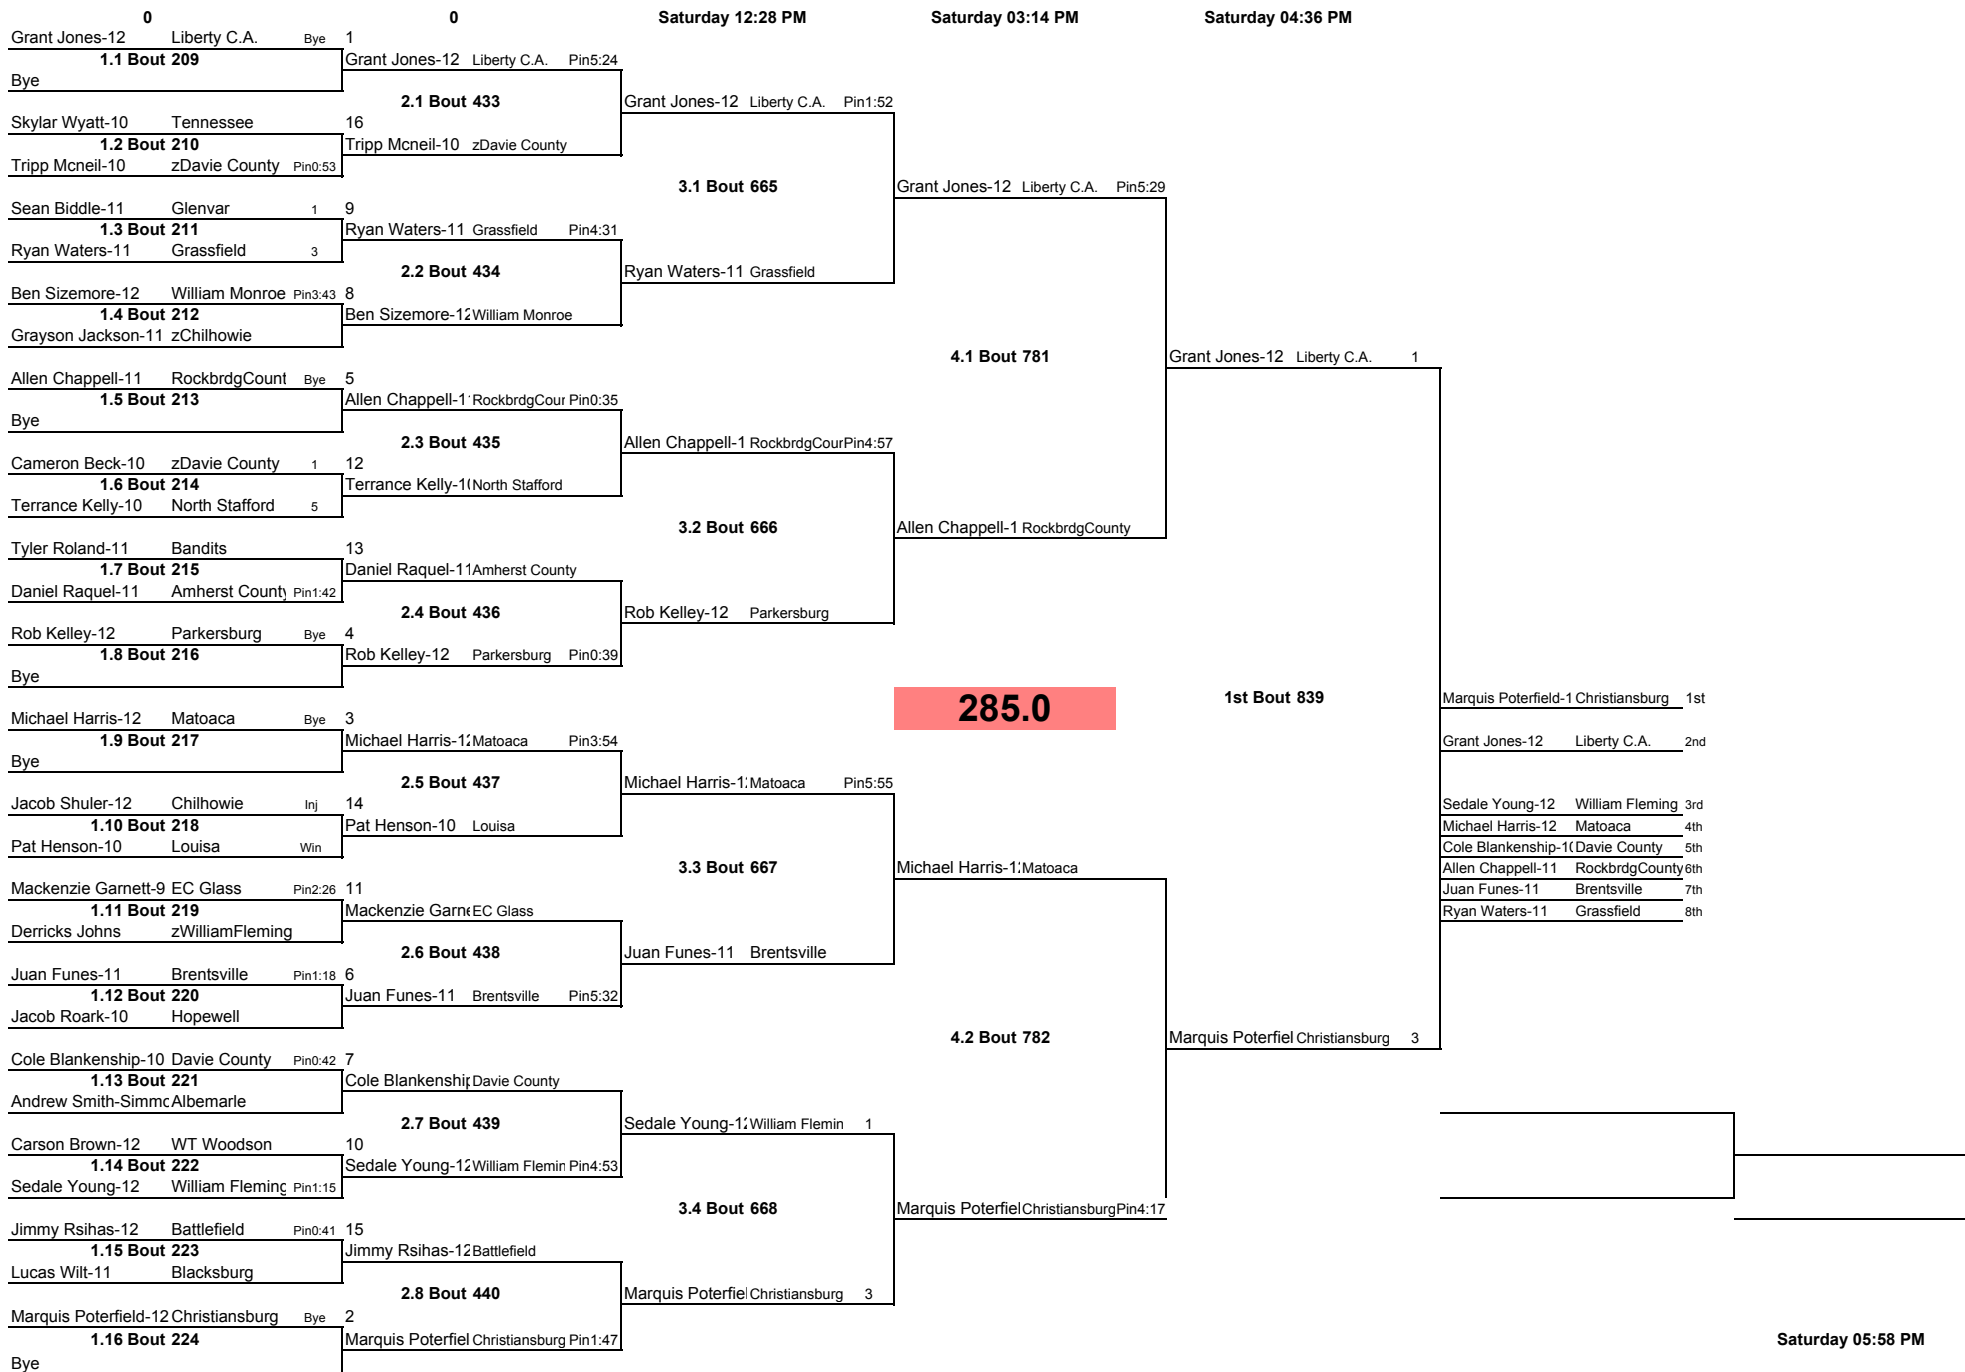 0 0 Saturday 12:28 PM Saturday 03:14 PM Saturday 04:36 PM
Grant Jones-12 Liberty C.A. Bye 1
1.1 Bout 209 Grant Jones-12 Liberty C.A. Pin5:24
Bye
2.1 Bout 433 Grant Jones-12 Liberty C.A. Pin1:52
Skylar Wyatt-10 Tennessee 16
1.2 Bout 210 Tripp Mcneil-10 zDavie County
Tripp Mcneil-10 zDavie County Pin0:53
3.1 Bout 665 Grant Jones-12 Liberty C.A. Pin5:29
Sean Biddle-11 Glenvar 1 9
1.3 Bout 211 Ryan Waters-11 Grassfield Pin4:31
Ryan Waters-11 Grassfield 3
2.2 Bout 434 Ryan Waters-11 Grassfield
Ben Sizemore-12 William Monroe Pin3:43 8
1.4 Bout 212 Ben Sizemore-12 William Monroe
Grayson Jackson-11 zChilhowie
4.1 Bout 781 Grant Jones-12 Liberty C.A. 1
Allen Chappell-11 RockbrdgCount Bye 5
1.5 Bout 213 Allen Chappell-1 RockbrdgCour Pin0:35
Bye
2.3 Bout 435 Allen Chappell-1 RockbrdgCour Pin4:57
Cameron Beck-10 zDavie County 1 12
1.6 Bout 214 Terrance Kelly-1( North Stafford
Terrance Kelly-10 North Stafford 5
3.2 Bout 666 Allen Chappell-1 RockbrdgCounty
Tyler Roland-11 Bandits 13
1.7 Bout 215 Daniel Raquel-11 Amherst County
Daniel Raquel-11 Amherst County Pin1:42
2.4 Bout 436 Rob Kelley-12 Parkersburg
Rob Kelley-12 Parkersburg Bye 4
1.8 Bout 216 Rob Kelley-12 Parkersburg Pin0:39
Bye
285.0 1st Bout 839 Marquis Poterfield-1 Christiansburg 1st
Michael Harris-12 Matoaca Bye 3
1.9 Bout 217 Michael Harris-12 Matoaca Pin3:54 Grant Jones-12 Liberty C.A. 2nd
Bye
2.5 Bout 437 Michael Harris-1 Matoaca Pin5:55
Jacob Shuler-12 Chilhowie Inj 14 Sedale Young-12 William Fleming 3rd
1.10 Bout 218 Pat Henson-10 Louisa Michael Harris-12 Matoaca 4th
Pat Henson-10 Louisa Win Cole Blankenship-1( Davie County 5th
3.3 Bout 667 Michael Harris-1 Matoaca Allen Chappell-11 RockbrdgCounty 6th
Mackenzie Garnett-9 EC Glass Pin2:26 11 Juan Funes-11 Brentsville 7th
1.11 Bout 219 Mackenzie Garne EC Glass Ryan Waters-11 Grassfield 8th
Derricks Johns zWilliamFleming
2.6 Bout 438 Juan Funes-11 Brentsville
Juan Funes-11 Brentsville Pin1:18 6
1.12 Bout 220 Juan Funes-11 Brentsville Pin5:32
Jacob Roark-10 Hopewell
4.2 Bout 782 Marquis Poterfiel Christiansburg 3
Cole Blankenship-10 Davie County Pin0:42 7
1.13 Bout 221 Cole Blankenship Davie County
Andrew Smith-Simmo Albemarle
2.7 Bout 439 Sedale Young-12 William Flemin 1
Carson Brown-12 WT Woodson 10
1.14 Bout 222 Sedale Young-12 William Flemin Pin4:53
Sedale Young-12 William Fleming Pin1:15
3.4 Bout 668 Marquis Poterfiel Christiansburg Pin4:17
Jimmy Rsihas-12 Battlefield Pin0:41 15
1.15 Bout 223 Jimmy Rsihas-12 Battlefield
Lucas Wilt-11 Blacksburg
2.8 Bout 440 Marquis Poterfiel Christiansburg 3
Marquis Poterfield-12 Christiansburg Bye 2
1.16 Bout 224 Marquis Poterfiel Christiansburg Pin1:47 Saturday 05:58 PM
Bye